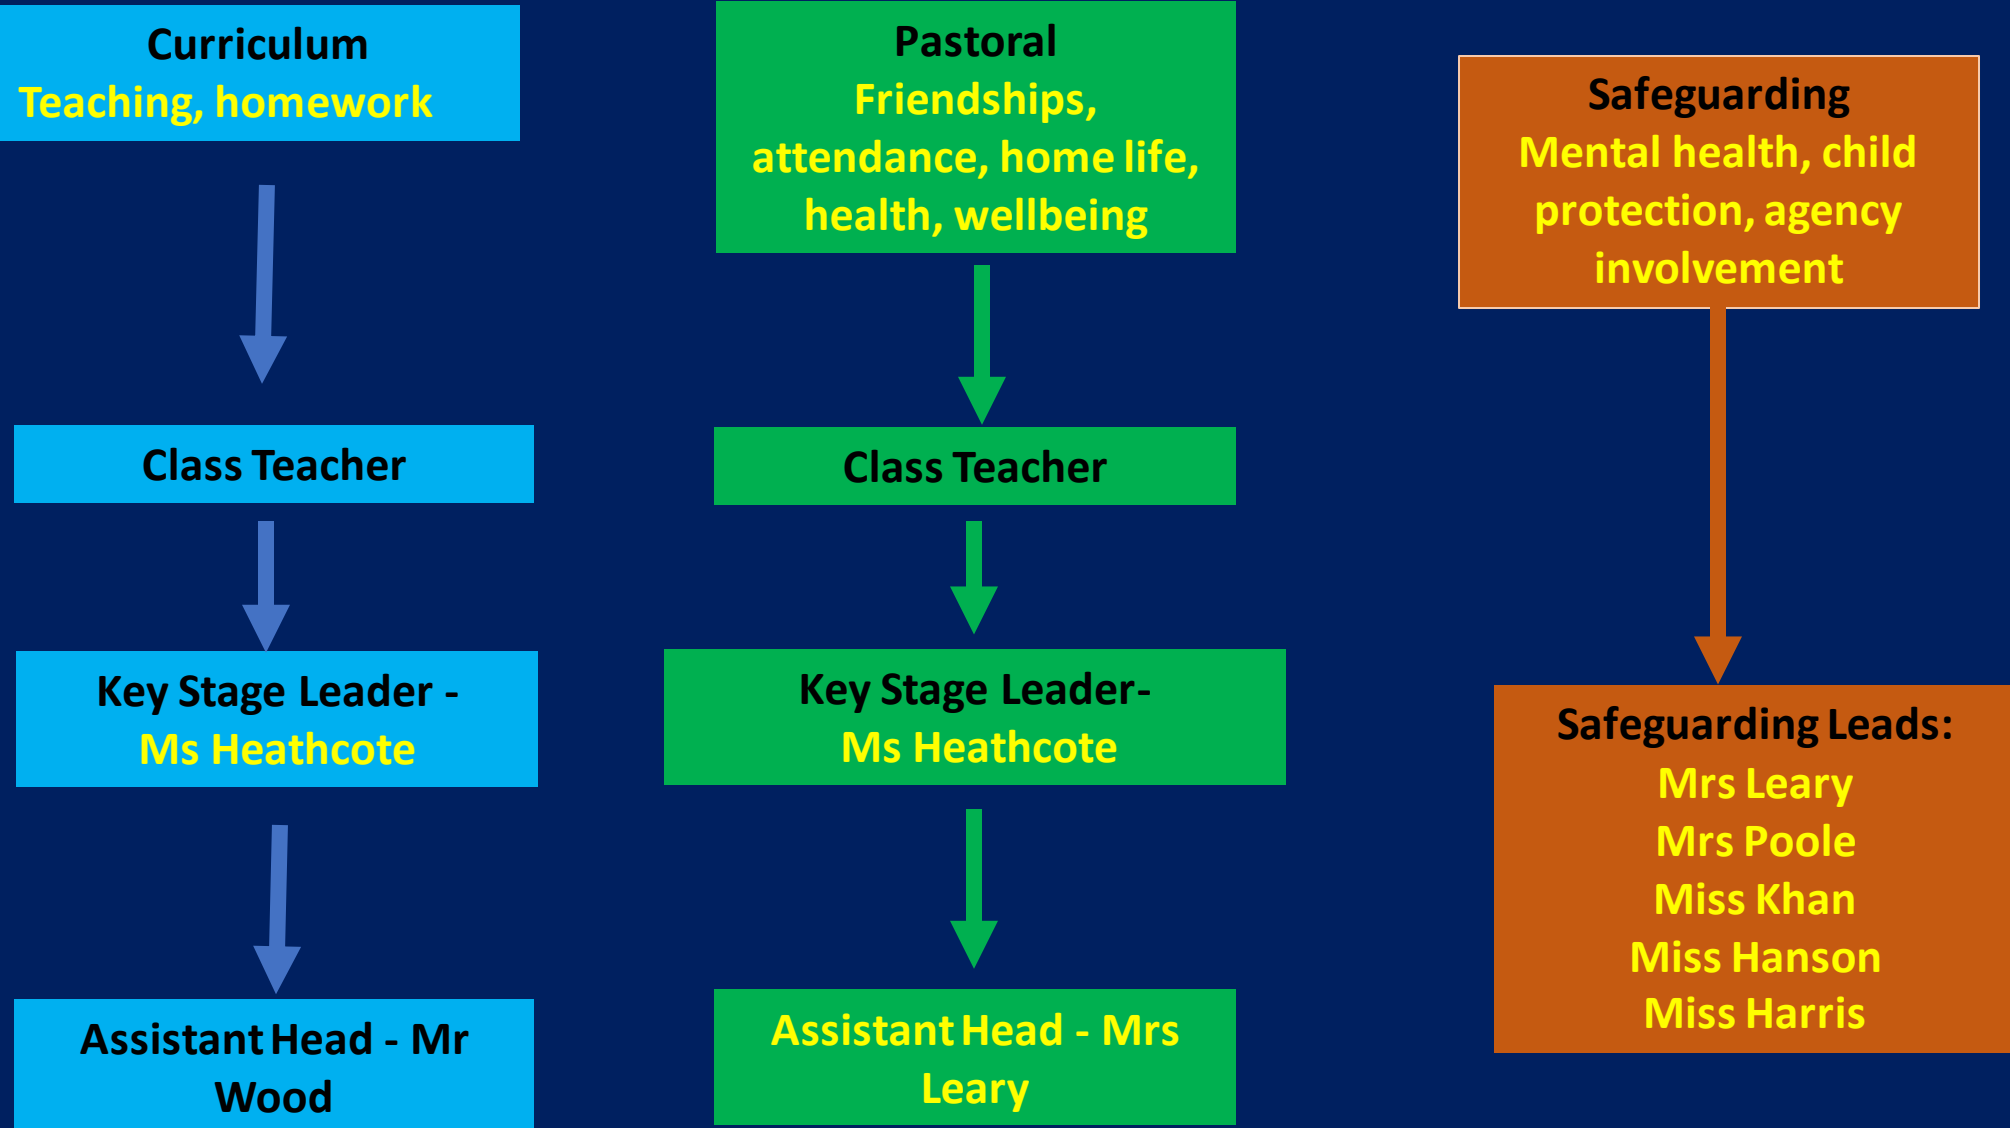 Curriculum
Teaching, homework
Class Teacher
Key Stage Leader -
Ms Heathcote
Assistant Head - Mr
Wood
Pastoral
Friendships,
attendance, home life,
health, wellbeing
Class Teacher
Key Stage Leader-
Ms Heathcote
Assistant Head - Mrs
Leary
Safeguarding
Mental health, child
protection, agency
involvement
Safeguarding Leads:
Mrs Leary
Mrs Poole
Miss Khan
Miss Hanson
Miss Harris